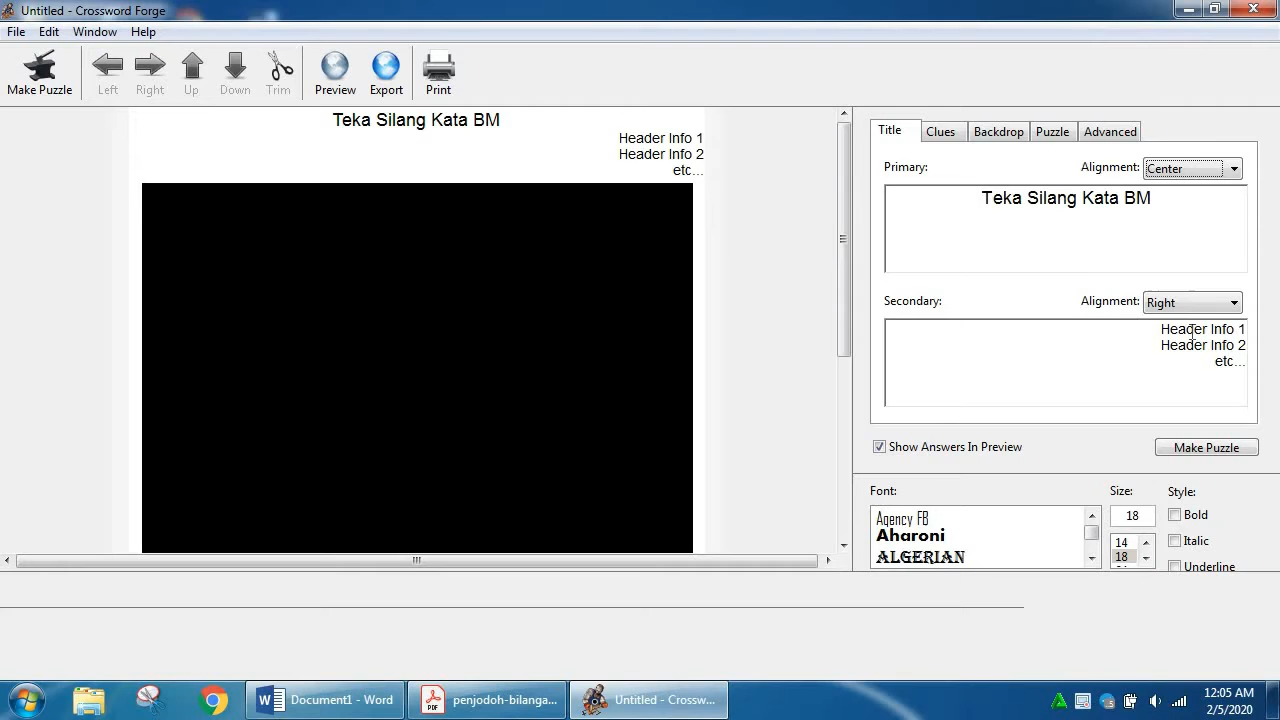 Untitled - Crossword Forge
File Edit Window Help
Make Puzzle Left Right Up Down Trim Preview Export Print
Teka Silang Kata BM
Header Info 1
Header Info 2
etc...
Title Clues Backdrop Puzzle Advanced
Primary: Alignment: Center
Teka Silang Kata BM
Secondary: Alignment: Right
Header Info 1
Header Info 2
etc...
Show Answers In Preview Make Puzzle
Font: Size: Style:
Agency FB 18 Bold
Aharoni 14 Italic
ALGERIAN 18 Underline
Document1 - Word penjodoh-bilanga... Untitled - Crossw...
12:05 AM
2/5/2020
PDF